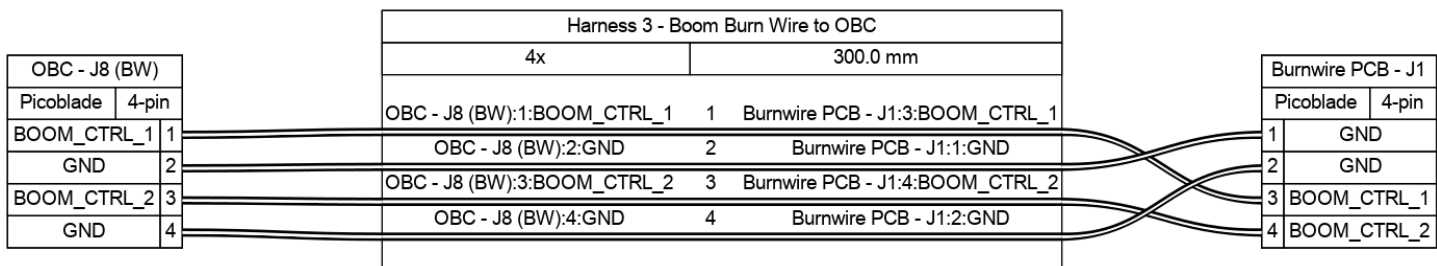 Harness 3 - Boom Burn Wire to OBC
4x 300.0 mm
OBC - J8 (BW)
Picoblade 4-pin
BOOM_CTRL_1 1
GND 2
BOOM_CTRL_2 3
GND 4
OBC - J8 (BW):1:BOOM_CTRL_1 1 Burnwire PCB - J1:3:BOOM_CTRL_1
OBC - J8 (BW):2:GND 2 Burnwire PCB - J1:1:GND
OBC - J8 (BW):3:BOOM_CTRL_2 3 Burnwire PCB - J1:4:BOOM_CTRL_2
OBC - J8 (BW):4:GND 4 Burnwire PCB - J1:2:GND
Burnwire PCB - J1
Picoblade 4-pin
1 GND
2 GND
3 BOOM_CTRL_1
4 BOOM_CTRL_2